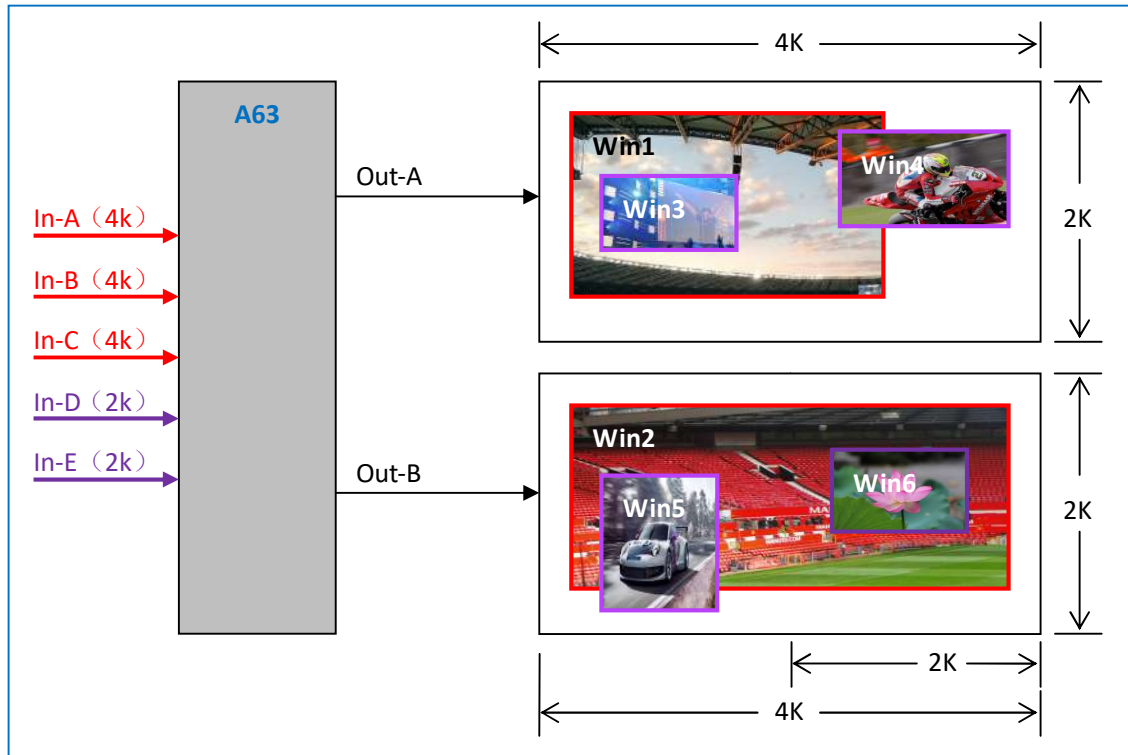 4K
A63
Win1
Win4
Out-A
Win3
In-A（4k）
2K
In-B（4k）
In-C（4k）
In-D（2k）
Win2
Out-B
Win6
In-E（2k）
Win5
2K
MA
2K
4K